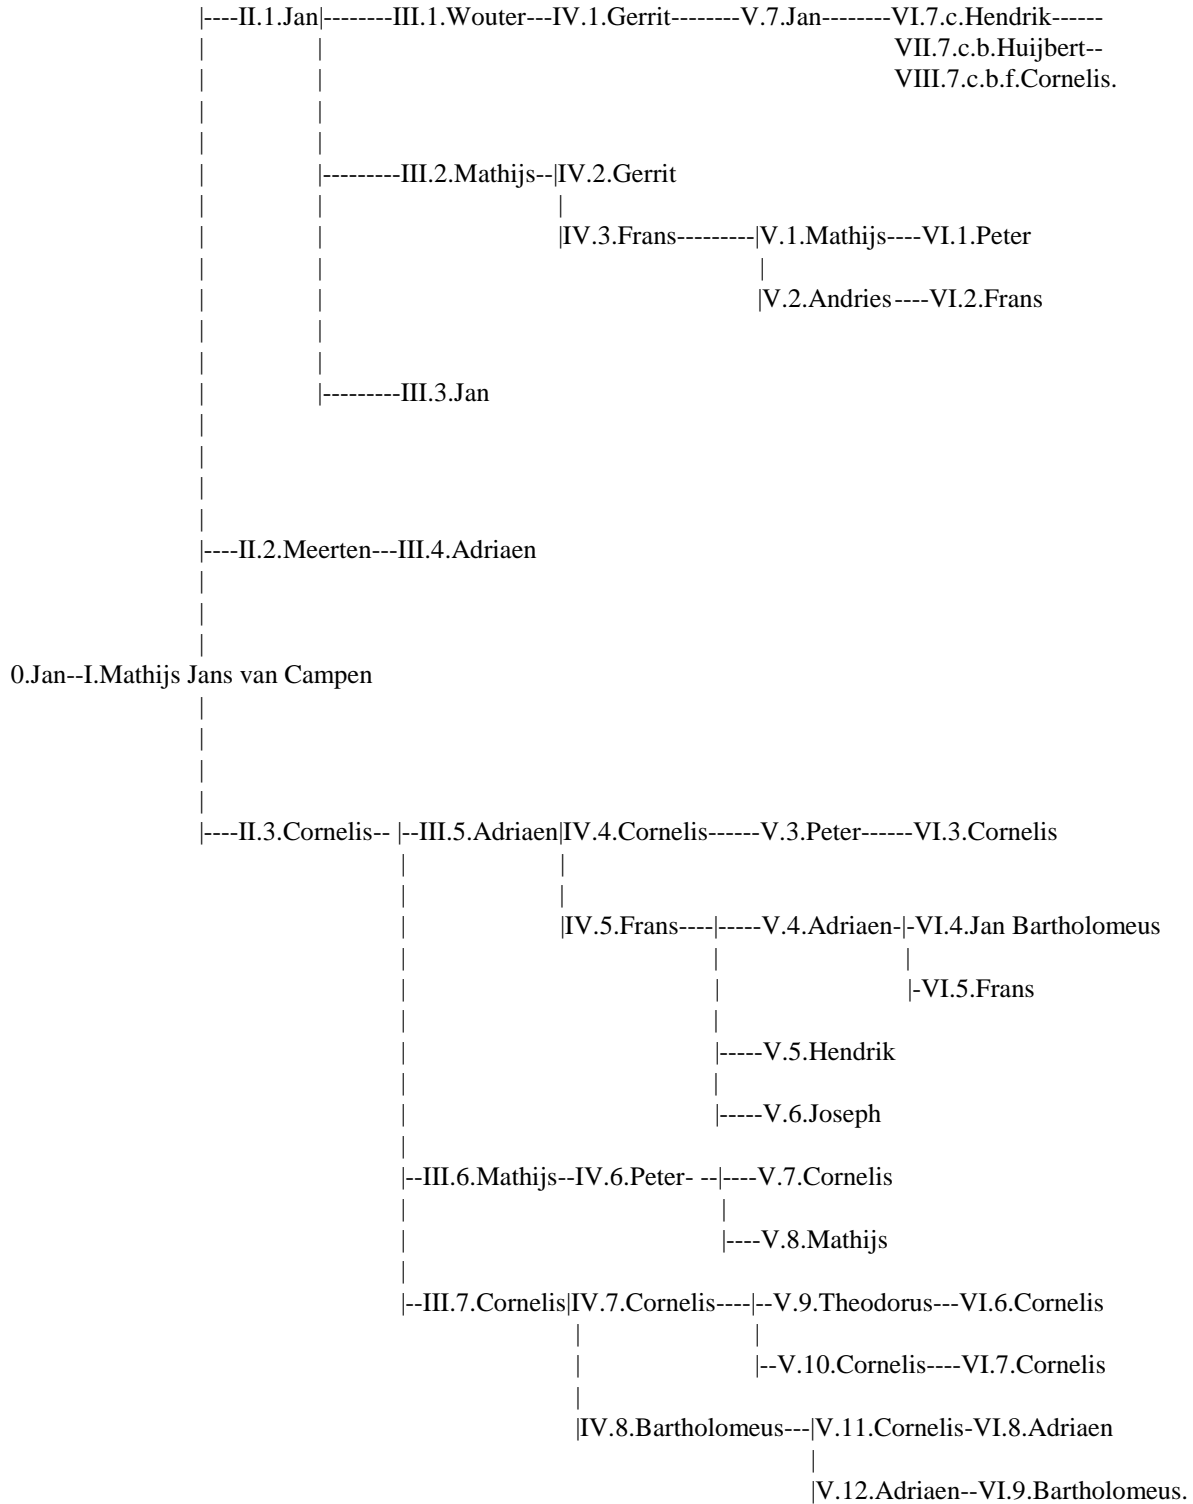 |----II.1.Jan|--------III.1.Wouter---IV.1.Gerrit--------V.7.Jan--------VI.7.c.Hendrik------
VII.7.c.b.Huijbert--
VIII.7.c.b.f.Cornelis.
|---------III.2.Mathijs--|IV.2.Gerrit
|IV.3.Frans---------|V.1.Mathijs----VI.1.Peter
|V.2.Andries----VI.2.Frans
|---------III.3.Jan
|----II.2.Meerten---III.4.Adriaen
0.Jan--I.Mathijs Jans van Campen
|----II.3.Cornelis-- |--III.5.Adriaen|IV.4.Cornelis------V.3.Peter------VI.3.Cornelis
|IV.5.Frans----|-----V.4.Adriaen-|-VI.4.Jan Bartholomeus
|-VI.5.Frans
|-----V.5.Hendrik
|-----V.6.Joseph
|--III.6.Mathijs--IV.6.Peter- --|----V.7.Cornelis
|----V.8.Mathijs
|--III.7.Cornelis|IV.7.Cornelis----|--V.9.Theodorus---VI.6.Cornelis
|--V.10.Cornelis----VI.7.Cornelis
|IV.8.Bartholomeus---|V.11.Cornelis-VI.8.Adriaen
|V.12.Adriaen--VI.9.Bartholomeus.